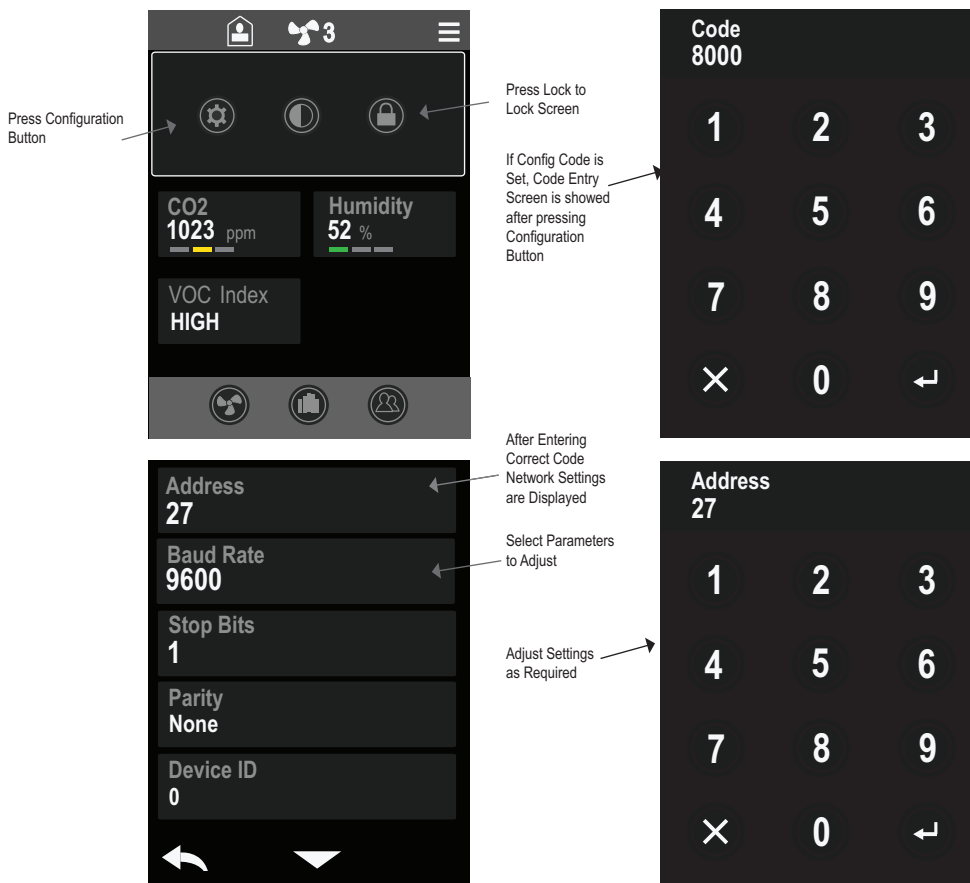 3
Press Configuration
Button
Press Lock to
Lock Screen
CO2
1023 ppm
Humidity
52 %
VOC Index
HIGH
If Config Code is
Set, Code Entry
Screen is showed
after pressing
Configuration
Button
Code
8000
1 2 3
4 5 6
7 8 9
0
Address
27
Baud Rate
9600
Stop Bits
1
Parity
None
Device ID
0
After Entering
Correct Code
Network Settings
are Displayed
Select Parameters
to Adjust
Adjust Settings
as Required
Address
27
1 2 3
4 5 6
7 8 9
0